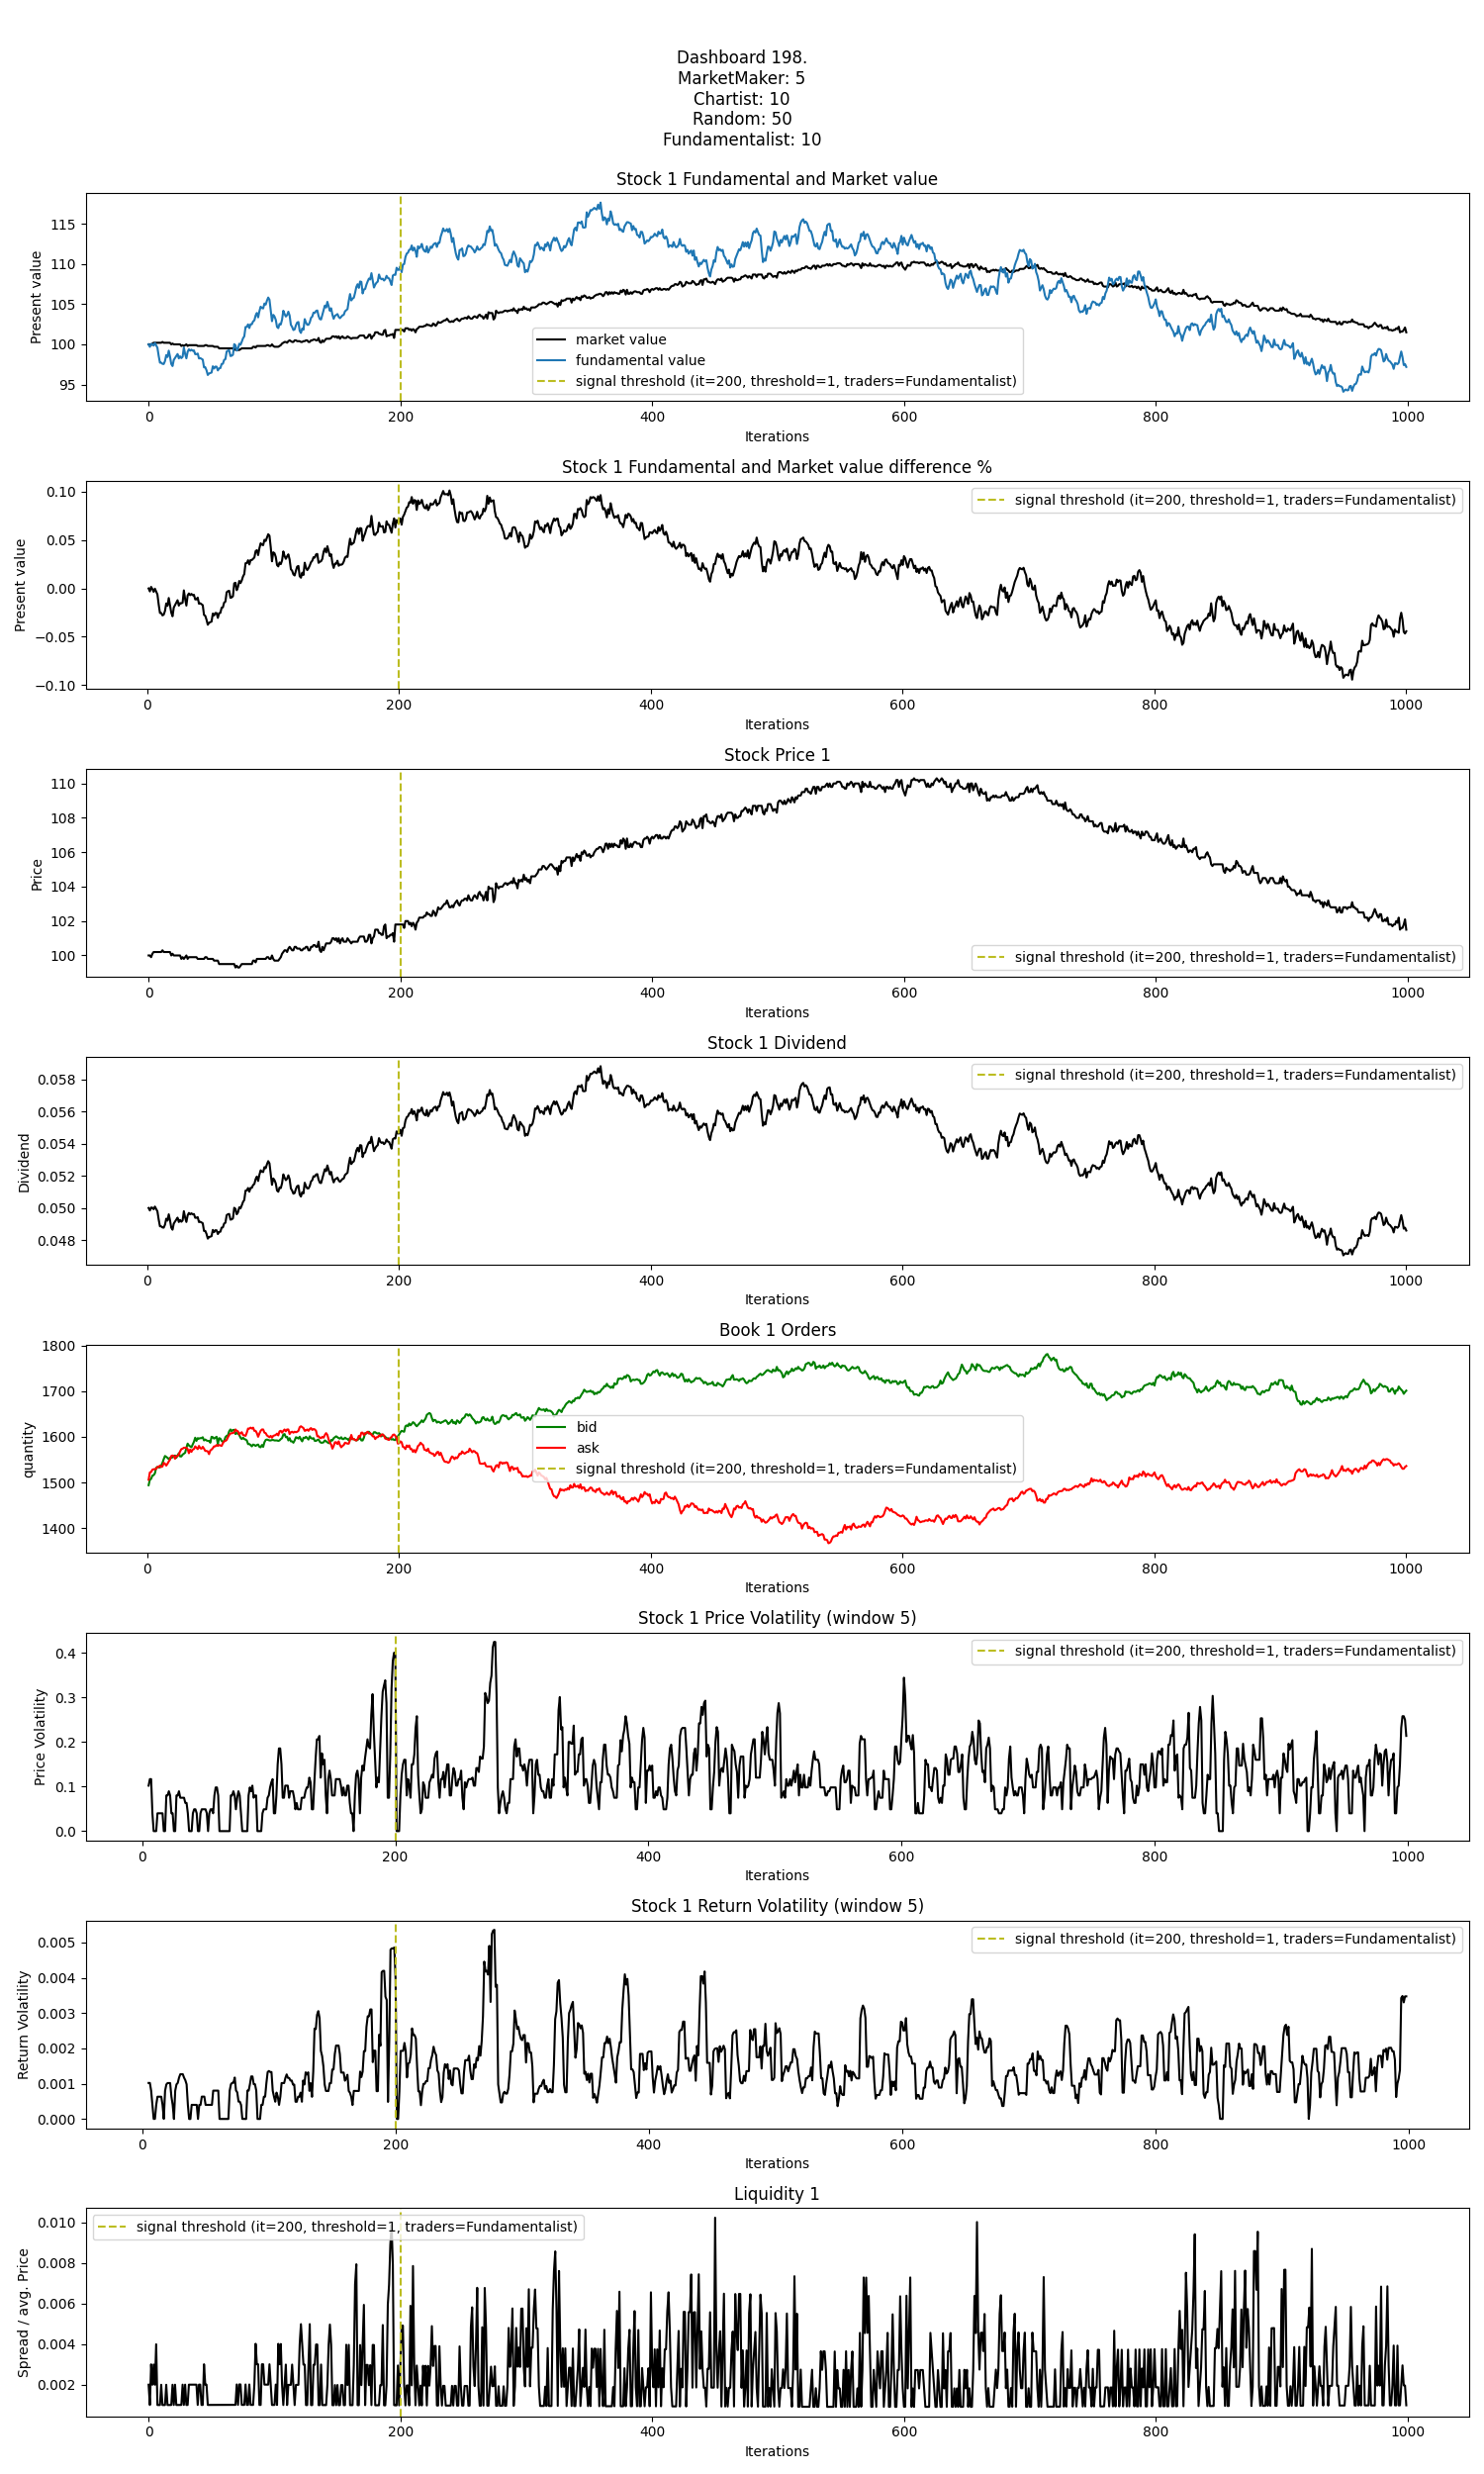 Dashboard 198.
MarketMaker: 5
Chartist: 10
Random: 50
Fundamentalist: 10
Stock 1 Fundamental and Market value
Present value
115
110
105
100
95
market value
fundamental value
signal threshold (it=200, threshold=1, traders=Fundamentalist)
0 200 400 600 800 1000
Iterations
Stock 1 Fundamental and Market value difference %
Present value
0.10
0.05
0.00
−0.05
−0.10
signal threshold (it=200, threshold=1, traders=Fundamentalist)
0 200 400 600 800 1000
Iterations
Stock Price 1
Price
110
108
106
104
102
100
signal threshold (it=200, threshold=1, traders=Fundamentalist)
0 200 400 600 800 1000
Iterations
Stock 1 Dividend
Dividend
0.058
0.056
0.054
0.052
0.050
0.048
signal threshold (it=200, threshold=1, traders=Fundamentalist)
0 200 400 600 800 1000
Iterations
Book 1 Orders
quantity
1800
1700
1600
1500
1400
bid
ask
signal threshold (it=200, threshold=1, traders=Fundamentalist)
0 200 400 600 800 1000
Iterations
Stock 1 Price Volatility (window 5)
Price Volatility
0.4
0.3
0.2
0.1
0.0
signal threshold (it=200, threshold=1, traders=Fundamentalist)
0 200 400 600 800 1000
Iterations
Stock 1 Return Volatility (window 5)
Return Volatility
0.005
0.004
0.003
0.002
0.001
0.000
signal threshold (it=200, threshold=1, traders=Fundamentalist)
0 200 400 600 800 1000
Iterations
Liquidity 1
Spread / avg. Price
0.010
0.008
0.006
0.004
0.002
signal threshold (it=200, threshold=1, traders=Fundamentalist)
0 200 400 600 800 1000
Iterations